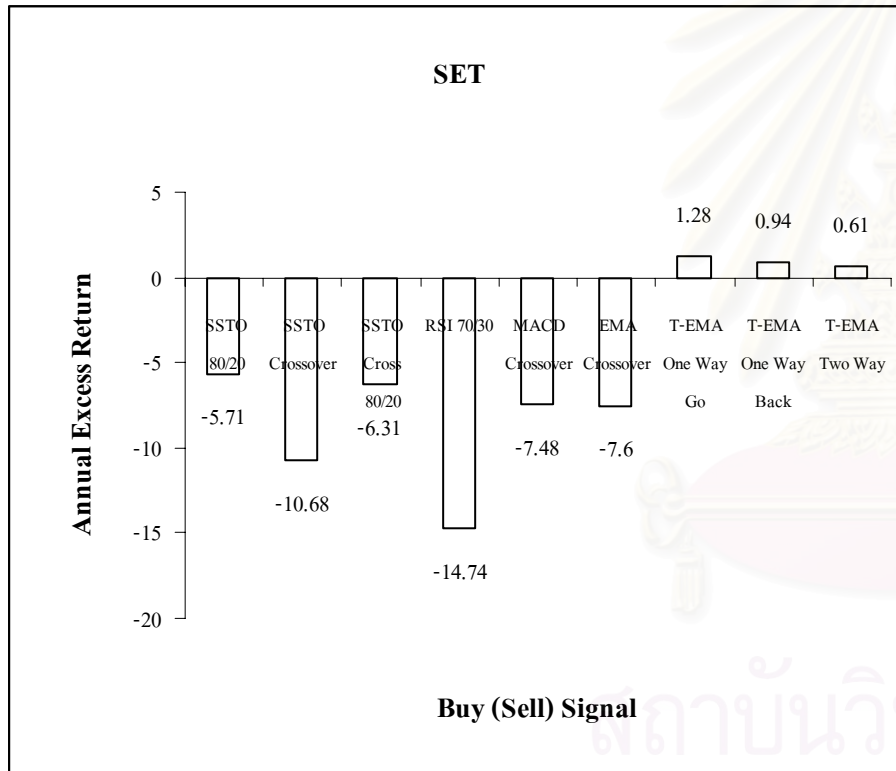 SET
5
0
-5
-10
-15
-20
Annual Excess Return
1.28
0.94
0.61
SSTO
80/20
SSTO
Crossover
SSTO
Cross
80/20
RSI 70/30
MACD
Crossover
EMA
Crossover
T-EMA
One Way
Go
T-EMA
One Way
Back
T-EMA
Two Way
-5.71
-10.68
-6.31
-14.74
-7.48
-7.6
Buy (Sell) Signal